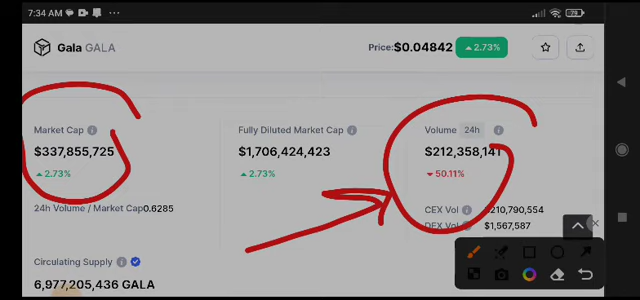 7:34 AM
79
Gala GALA
Price:$0.04842 ▲ 2.73%
Market Cap
Fully Diluted Market Cap
Volume 24h
$337,855,725
$1,706,424,423
$212,358,141
▲ 2.73%
▲ 2.73%
▼ 50.11%
24h Volume / Market Cap0.6285
CEX Vol $210,790,554
DEX Vol $1,567,587
Circulating Supply
6,977,205,436 GALA